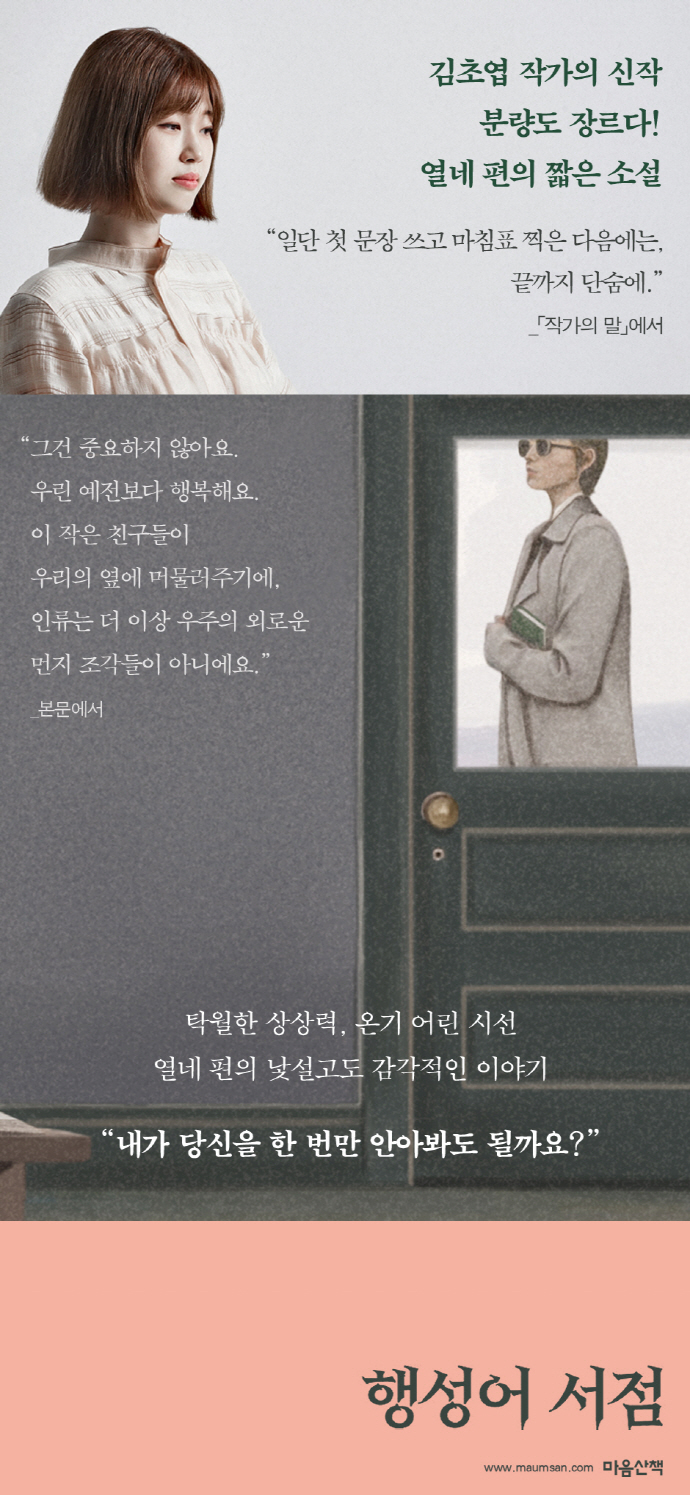 김초엽 작가의 신작
분량도 장르다!
열네 편의 짧은 소설
“일단 첫 문장 쓰고 마침표 찍은 다음에는,
끝까지 단숨에.”
_「작가의 말」에서
“그건 중요하지 않아요.
우린 예전보다 행복해요.
이 작은 친구들이
우리의 옆에 머물러주기에,
인류는 더 이상 우주의 외로운
먼지 조각들이 아니에요.”
_본문에서
탁월한 상상력, 온기 어린 시선
열네 편의 낯설고도 감각적인 이야기
“내가 당신을 한 번만 안아봐도 될까요?”
행성어 서점
www.maumsan.com 마음산책